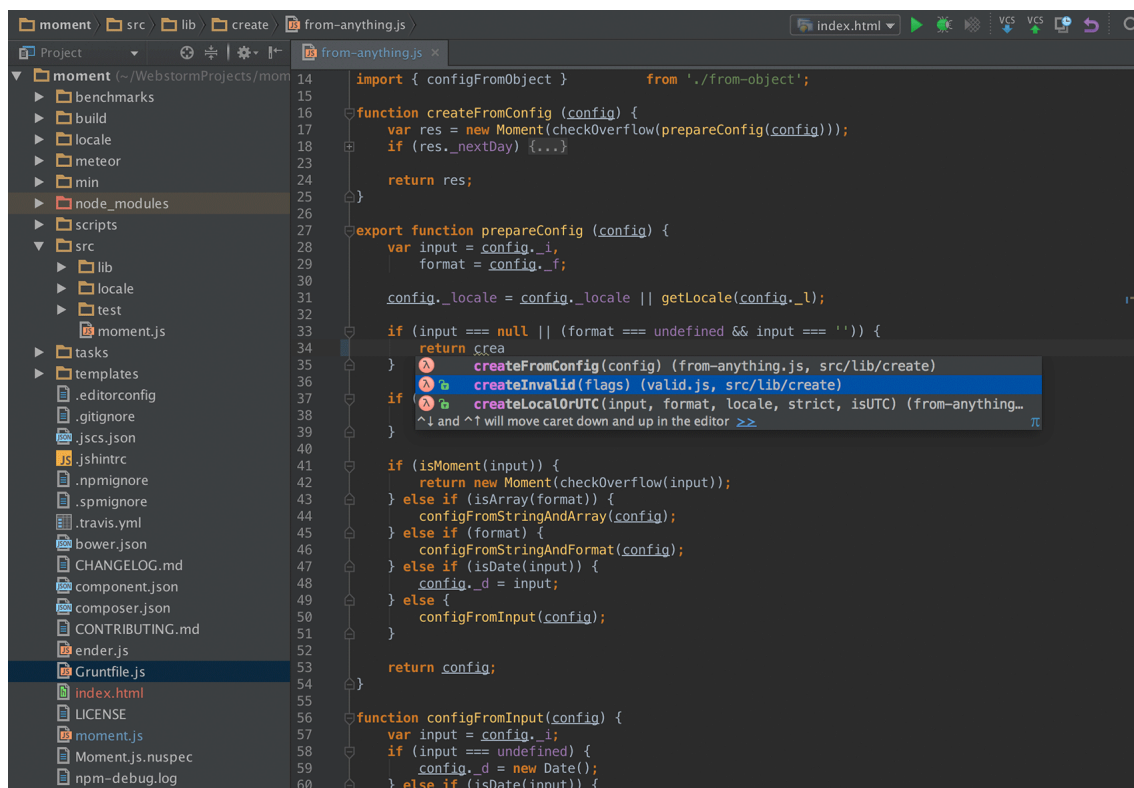 moment src lib create from-anything.js index.html VCS VCS
Project from-anything.js
moment (~/WebstormProjects/mom
benchmarks
build
locale
meteor
min
node_modules
scripts
src
lib
locale
test
moment.js
tasks
templates
.editorconfig
.gitignore
.jscs.json
.jshintrc
.npmignore
.spmignore
.travis.yml
bower.json
CHANGELOG.md
component.json
composer.json
CONTRIBUTING.md
ender.js
Gruntfile.js
index.html
LICENSE
moment.js
Moment.js.nuspec
npm-debug.log
14 import { configFromObject } from './from-object';
15
16 function createFromConfig (config) {
17 var res = new Moment(checkOverflow(prepareConfig(config)));
18 if (res._nextDay) {...}
23
24 return res;
25 }
26
27 export function prepareConfig (config) {
28 var input = config._i,
29 format = config._f;
30
31 config._locale = config._locale || getLocale(config._l);
32
33 if (input === null || (format === undefined && input === '')) {
34 return crea
35 }
36
37 if (
38
39 }
40
createFromConfig(config) (from-anything.js, src/lib/create)
createInvalid(flags) (valid.js, src/lib/create)
createLocalOrUTC(input, format, locale, strict, isUTC) (from-anything…
^↓ and ^↑ will move caret down and up in the editor >> π
41 if (isMoment(input)) {
42 return new Moment(checkOverflow(input));
43 } else if (isArray(format)) {
44 configFromStringAndArray(config);
45 } else if (format) {
46 configFromStringAndFormat(config);
47 } else if (isDate(input)) {
48 config._d = input;
49 } else {
50 configFromInput(config);
51 }
52
53 return config;
54 }
55
56 function configFromInput(config) {
57 var input = config._i;
58 if (input === undefined) {
59 config._d = new Date();
60 } else if (isDate(input)) {